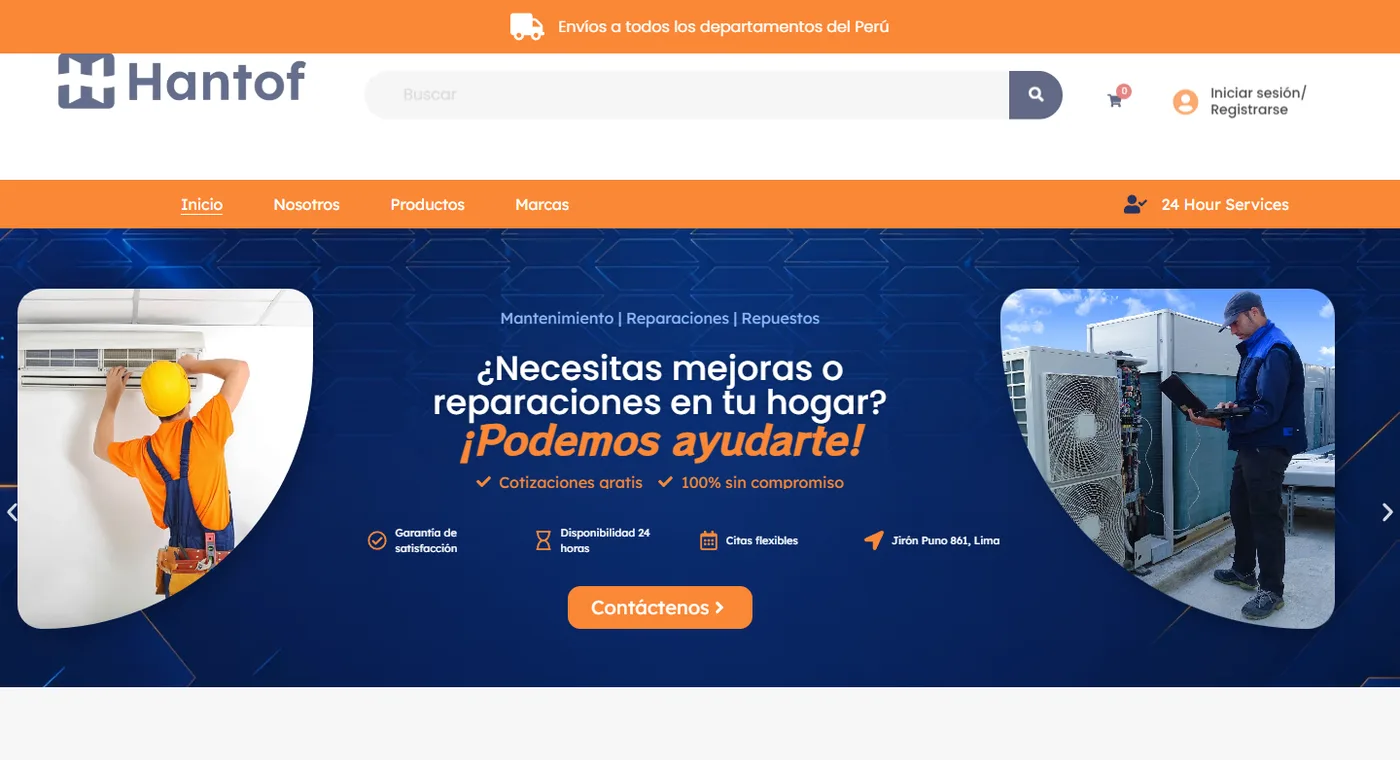 Envíos a todos los departamentos del Perú
Hantof
Buscar
0
Iniciar sesión/
Registrarse
Inicio
Nosotros
Productos
Marcas
24 Hour Services
Mantenimiento | Reparaciones | Repuestos
¿Necesitas mejoras o
reparaciones en tu hogar?
¡Podemos ayudarte!
Cotizaciones gratis
100% sin compromiso
Garantía de
satisfacción
Disponibilidad 24
horas
Citas flexibles
Jirón Puno 861, Lima
Contáctenos